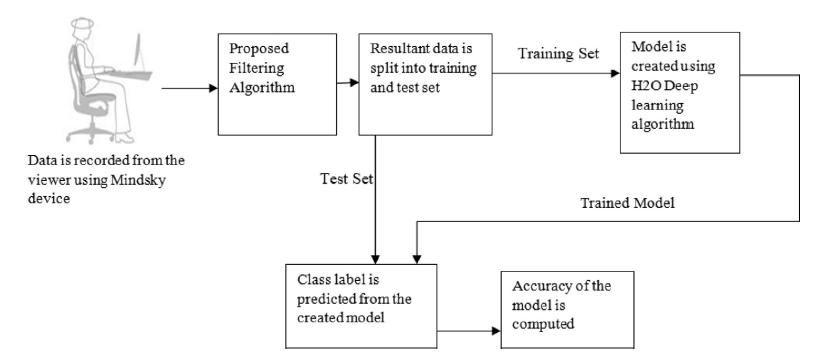 Proposed
Filtering
Algorithm
Resultant data is
split into training
and test set
Training Set
Model is
created using
H2O Deep
learning
algorithm
Data is recorded from the
viewer using Mindsky
device
Test Set
Trained Model
Class label is
predicted from the
created model
Accuracy of the
model is
computed